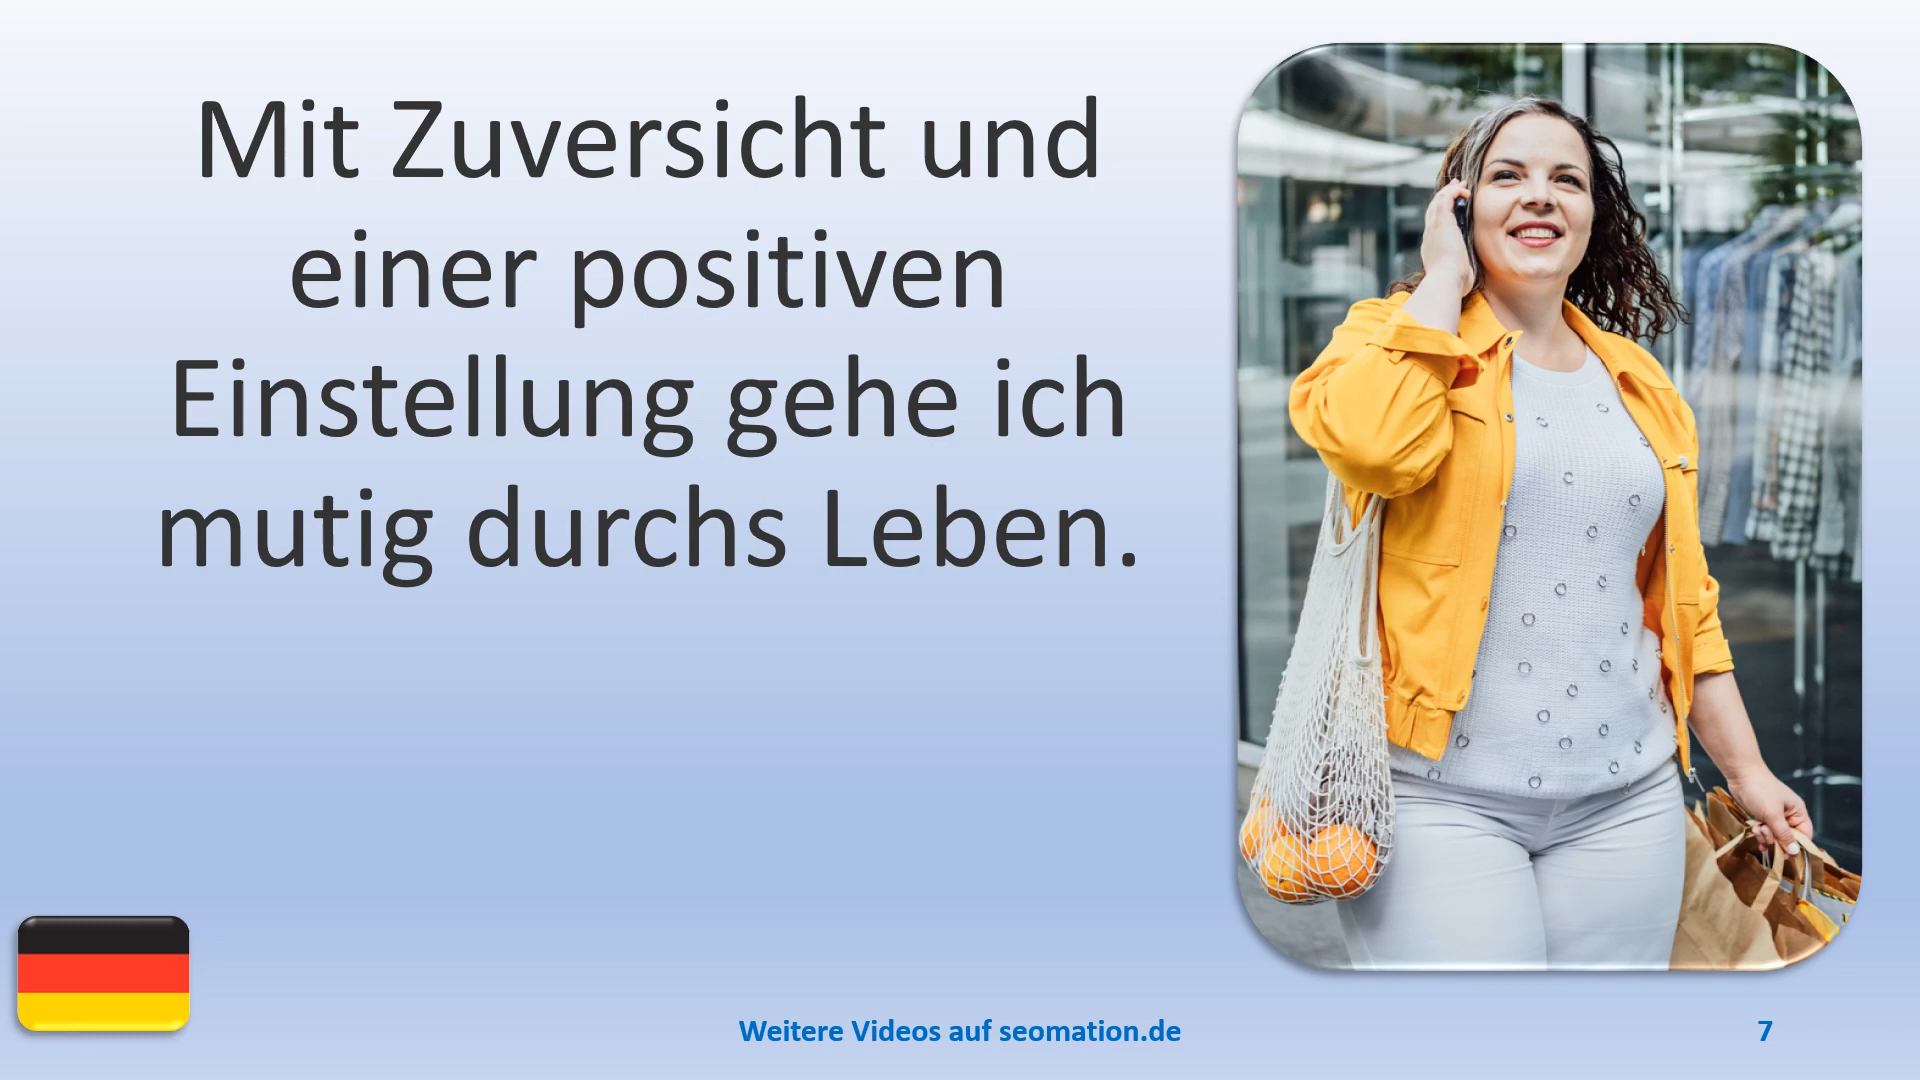 Mit Zuversicht und
einer positiven
Einstellung gehe ich
mutig durchs Leben.
Weitere Videos auf seomation.de
7